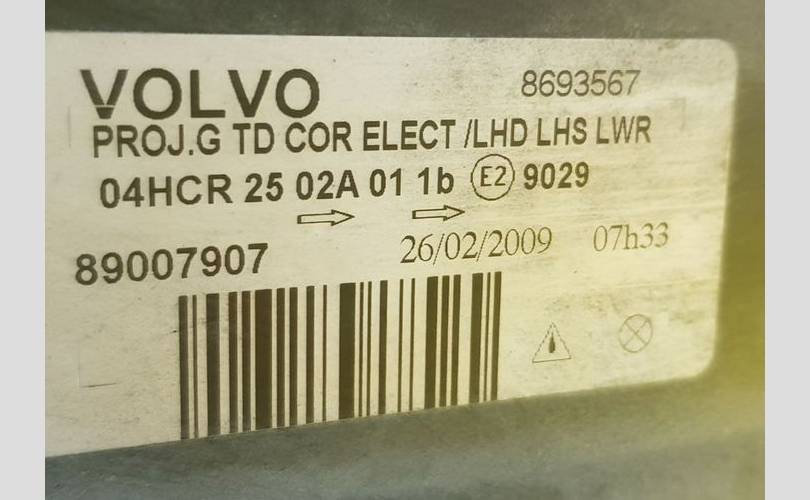 VOLVO 8693567
PROJ.G TD COR ELECT /LHD LHS LWR
04HCR 25 02A 01 1b E2 9029
89007907 26/02/2009 07h33